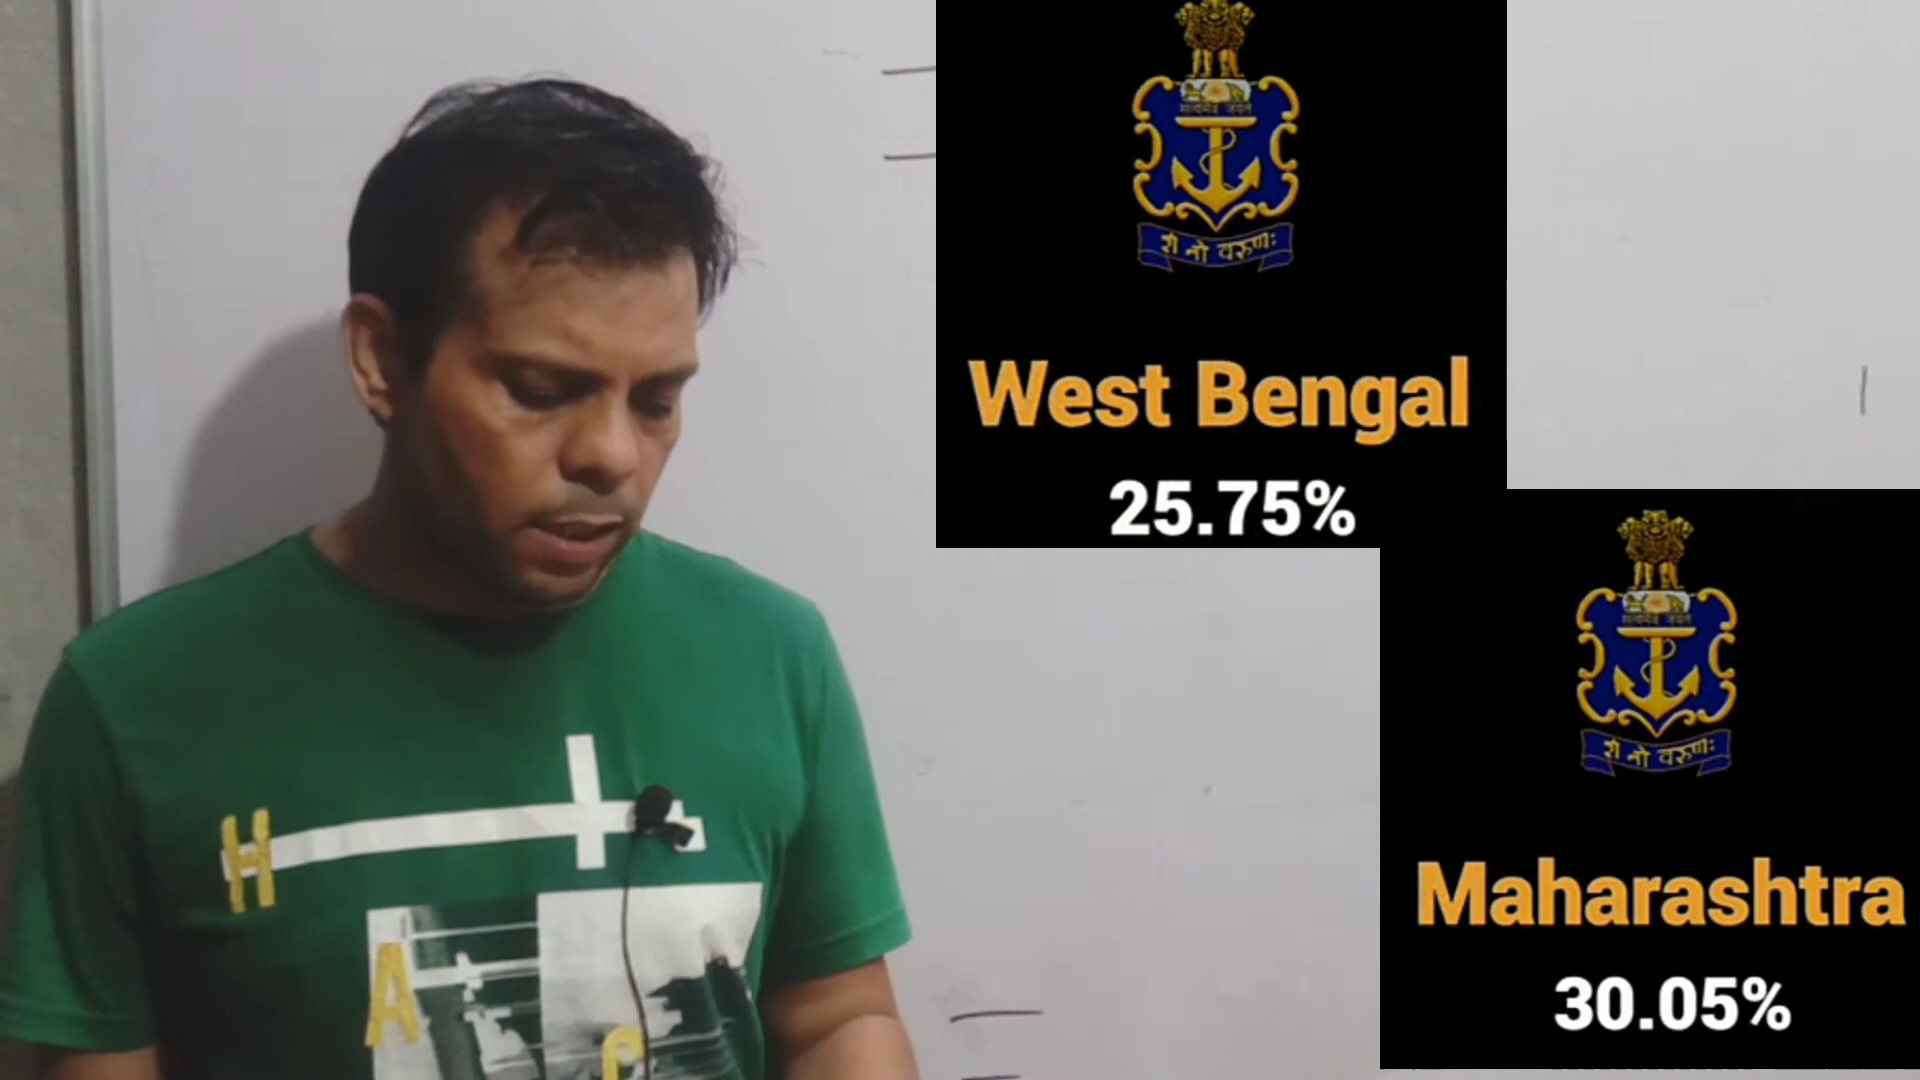 सत्यमेव जयते
शं नो वरुणः
West Bengal
25.75%
सत्यमेव जयते
शं नो वरुणः
Maharashtra
30.05%
H
A
C